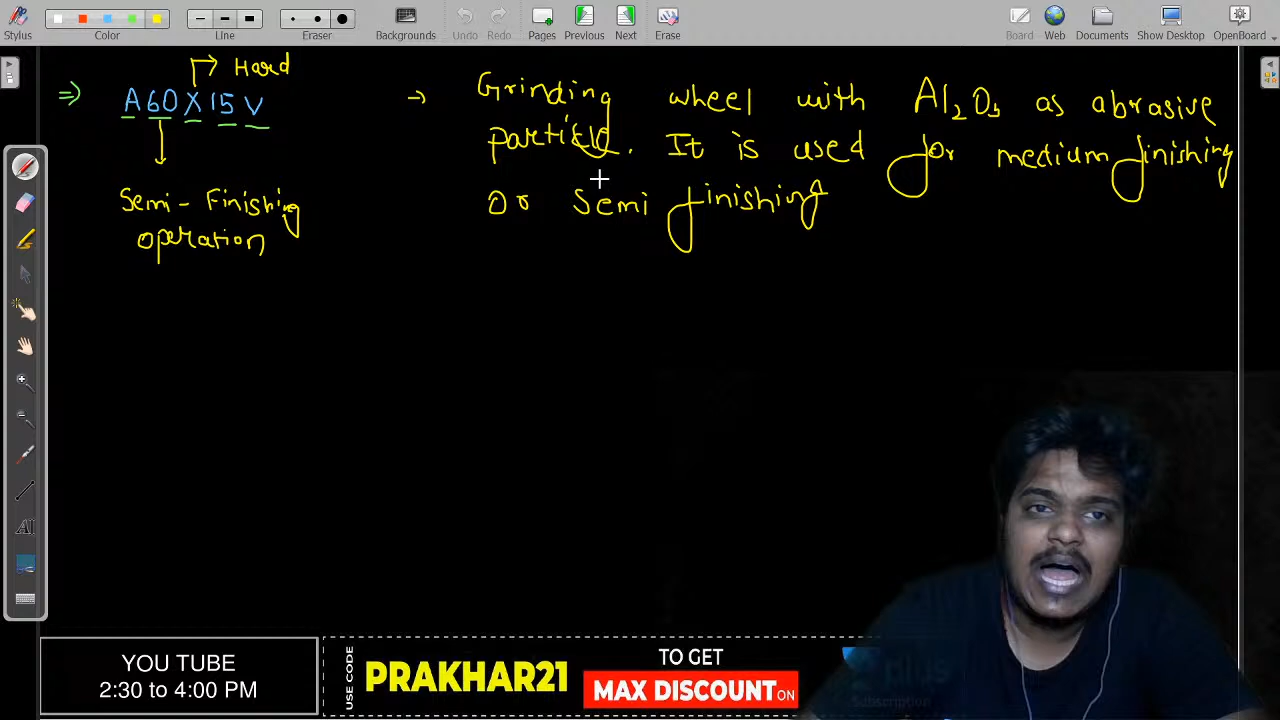 Stylus
Color
Line
Eraser
Backgrounds
Undo
Redo
Pages
Previous
Next
Erase
Board
Web
Documents
Show Desktop
OpenBoard
Hard
⇒ A 60 X 15 V
Semi - Finishing
operation
→ Grinding wheel with Al2O3 as abrasive
particle. It is used for medium finishing
or semi finishing
YOU TUBE
2:30 to 4:00 PM
USE CODE
PRAKHAR21
TO GET
MAX DISCOUNT ON
plus
Subscription